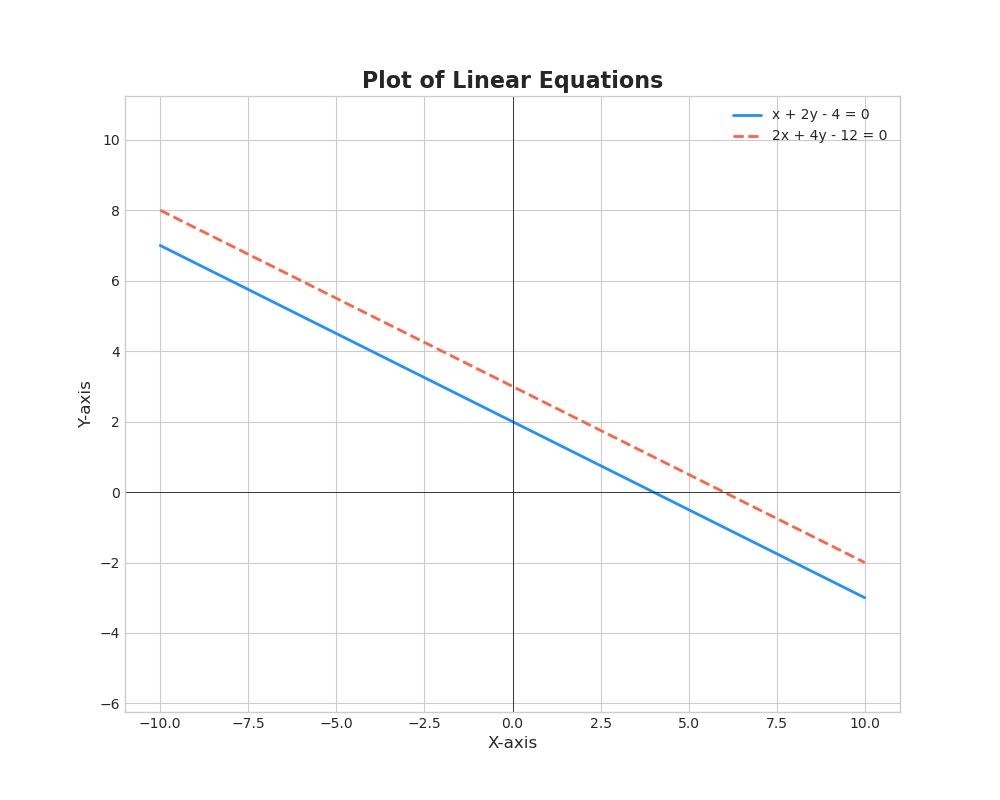 Plot of Linear Equations
x + 2y - 4 = 0
2x + 4y - 12 = 0
Y-axis
10
8
6
4
2
0
−2
−4
−6
−10.0 −7.5 −5.0 −2.5 0.0 2.5 5.0 7.5 10.0
X-axis